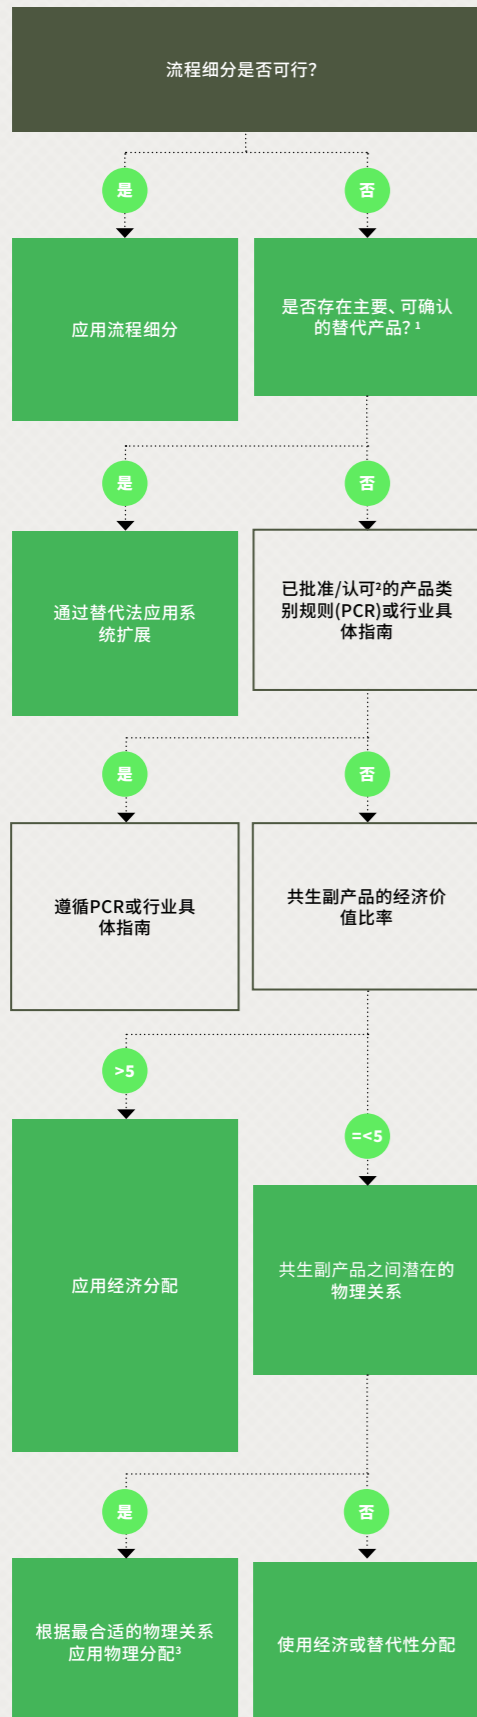 流程细分是否可行？
是
否
应用流程细分
是否存在主要、可确认
的替代产品？¹
是
否
通过替代法应用系
统扩展
已批准/认可²的产品类
别规则(PCR)或行业具
体指南
是
否
遵循PCR或行业具
体指南
共生副产品的经济价
值比率
>5
=<5
应用经济分配
共生副产品之间潜在的
物理关系
是
否
根据最合适的物理关系
应用物理分配³
使用经济或替代性分配